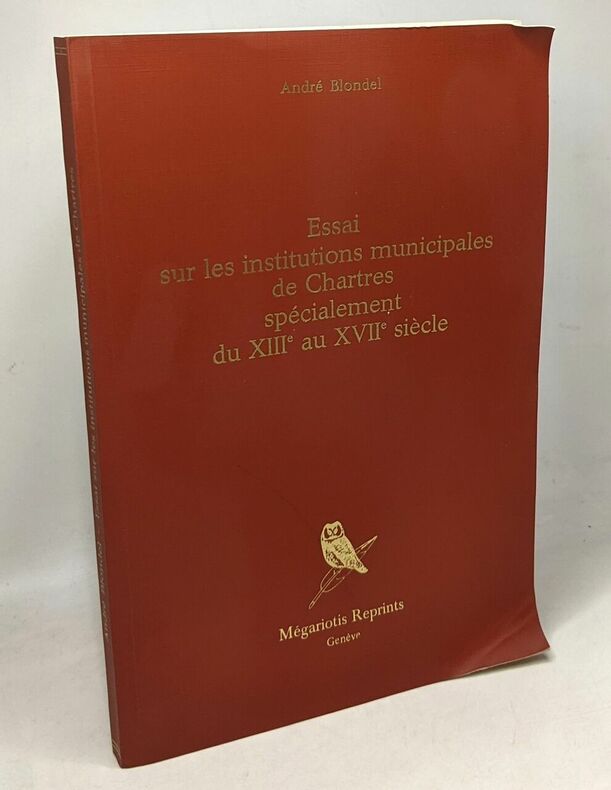 André Blondel
Essai
sur les institutions municipales
de Chartres
spécialement
du XIIIe au XVIIe siècle
Mégariotis Reprints
Genève
André Blondel - Essai sur les institutions municipales de Chartres